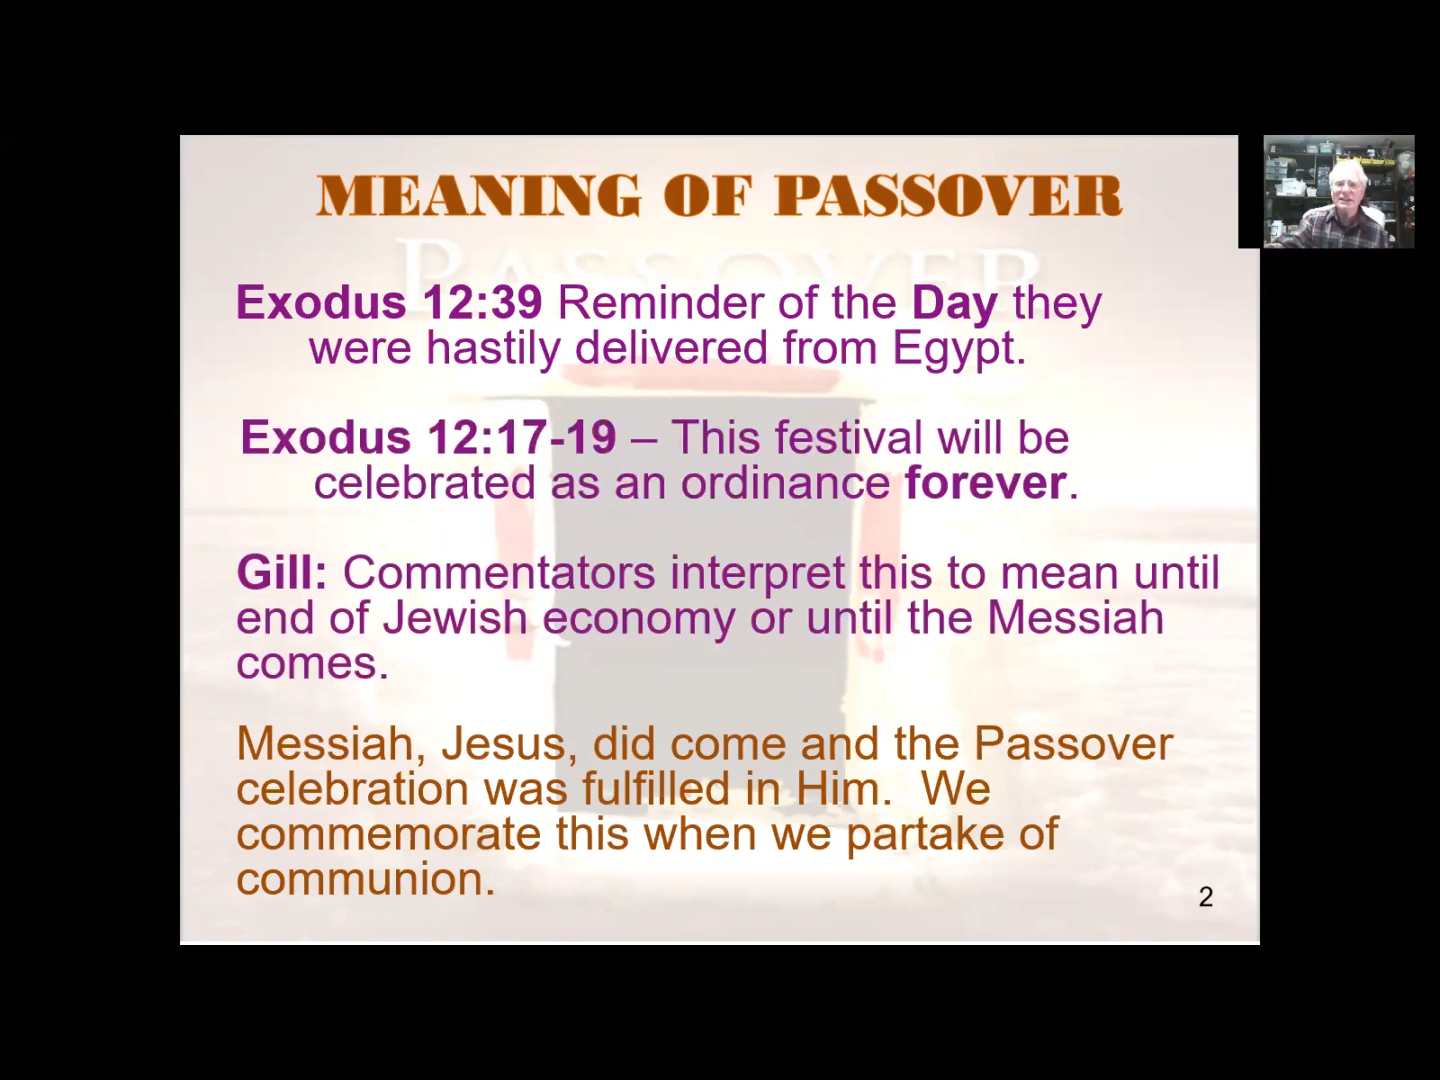 MEANING OF PASSOVER
PASSOVER
Exodus 12:39 Reminder of the Day they
were hastily delivered from Egypt.
Exodus 12:17-19 – This festival will be
celebrated as an ordinance forever.
Gill: Commentators interpret this to mean until
end of Jewish economy or until the Messiah
comes.
Messiah, Jesus, did come and the Passover
celebration was fulfilled in Him.  We
commemorate this when we partake of
communion.
2